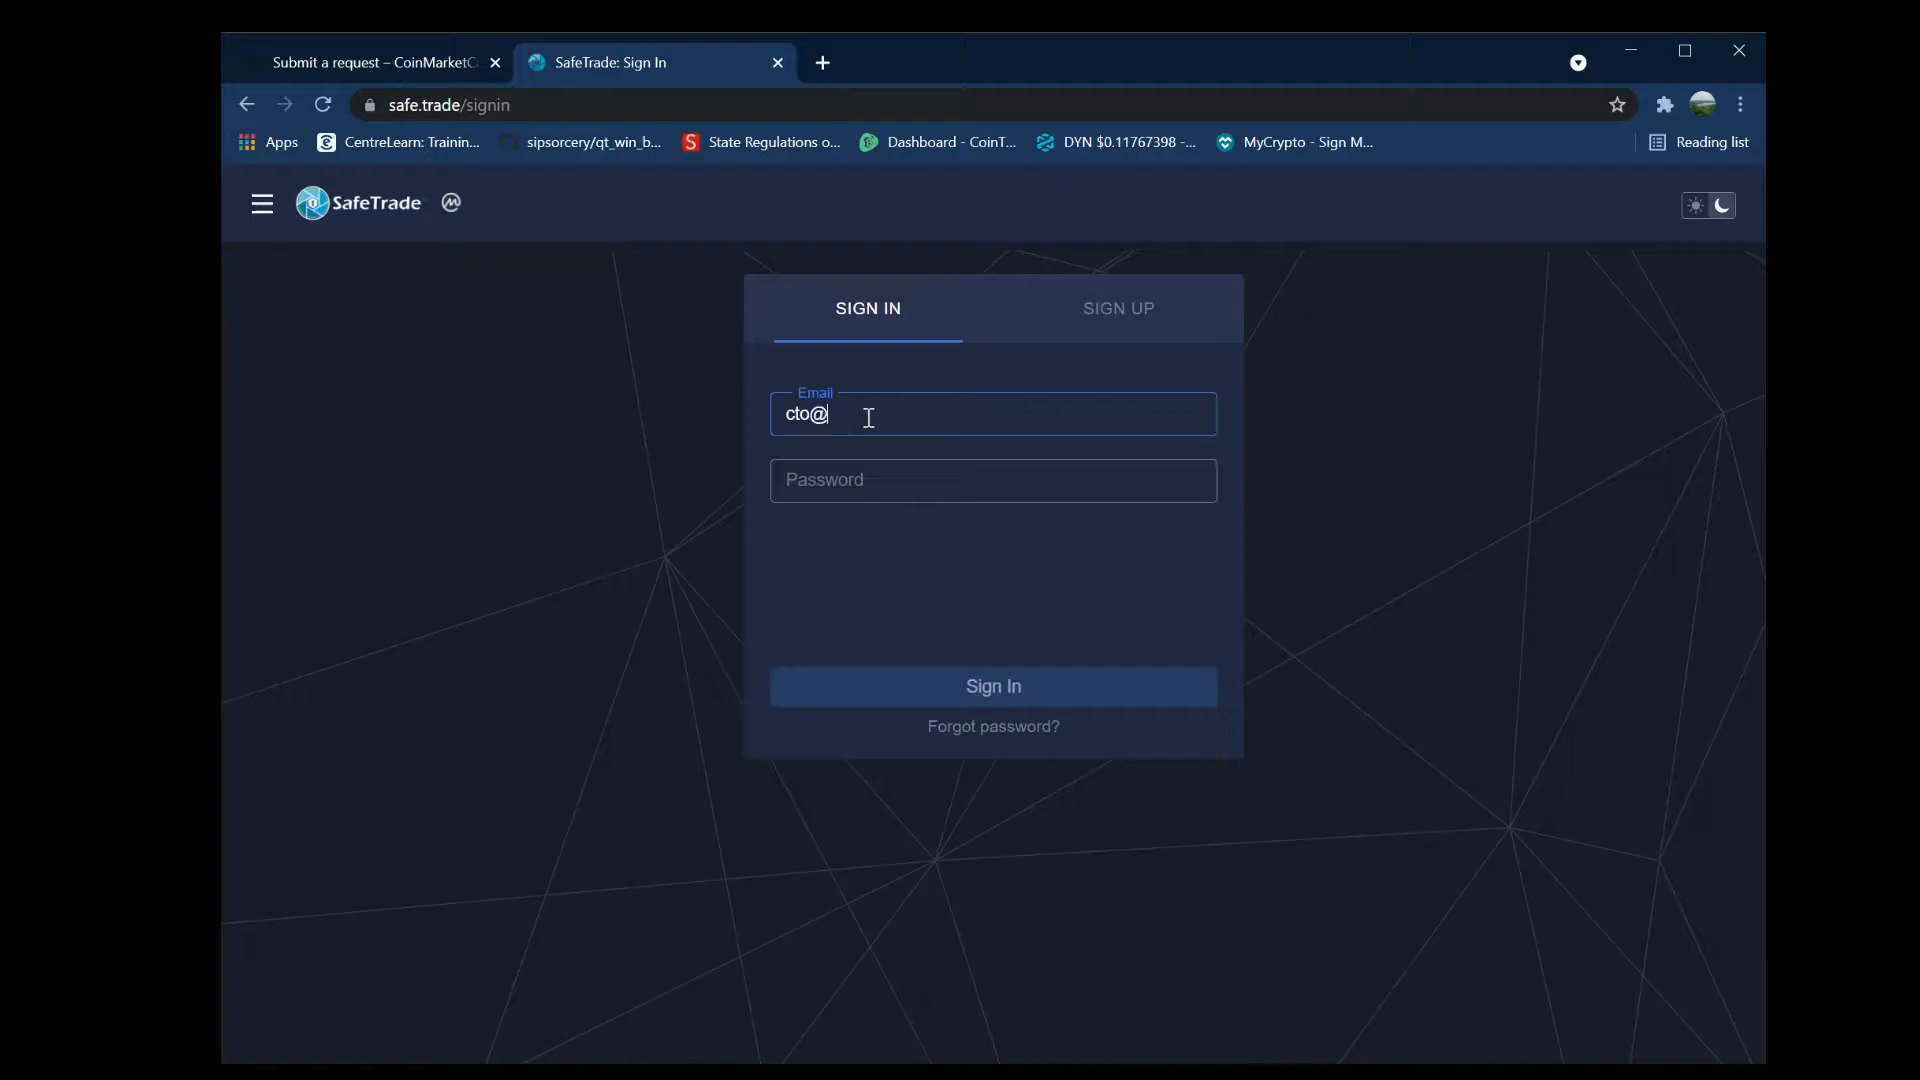 Submit a request – CoinMarketC
SafeTrade: Sign In
safe.trade/signin
Apps
CentreLearn: Trainin...
sipsorcery/qt_win_b...
State Regulations o...
Dashboard - CoinT...
DYN $0.11767398 -...
MyCrypto - Sign M...
Reading list
SafeTrade
SIGN IN
SIGN UP
Email
cto@
Password
Sign In
Forgot password?